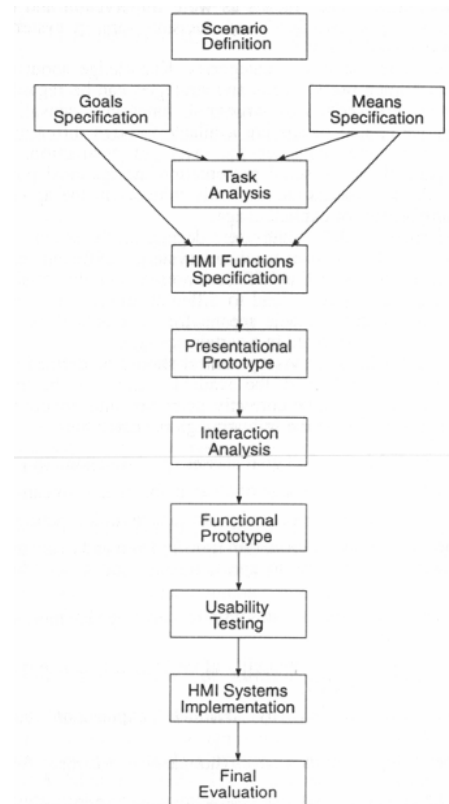 Scenario
Definition
Goals
Specification
Means
Specification
Task
Analysis
HMI Functions
Specification
Presentational
Prototype
Interaction
Analysis
Functional
Prototype
Usability
Testing
HMI Systems
Implementation
Final
Evaluation